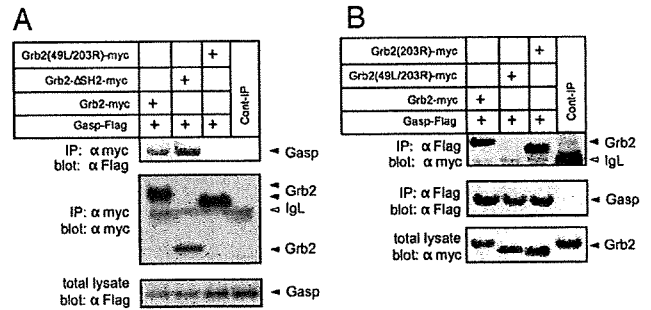 A
Grb2(49L/203R)-myc +
Grb2-ΔSH2-myc +
Grb2-myc +
Gasp-Flag + + +
Cont-IP
IP: α myc
blot: α Flag
Gasp
IP: α myc
blot: α myc
Grb2
IgL
Grb2
total lysate
blot: α Flag
Gasp
B
Grb2(203R)-myc +
Grb2(49L/203R)-myc +
Grb2-myc +
Gasp-Flag + + +
Cont-IP
IP: α Flag
blot: α myc
Grb2
IgL
IP: α Flag
blot: α Flag
Gasp
total lysate
blot: α myc
Grb2